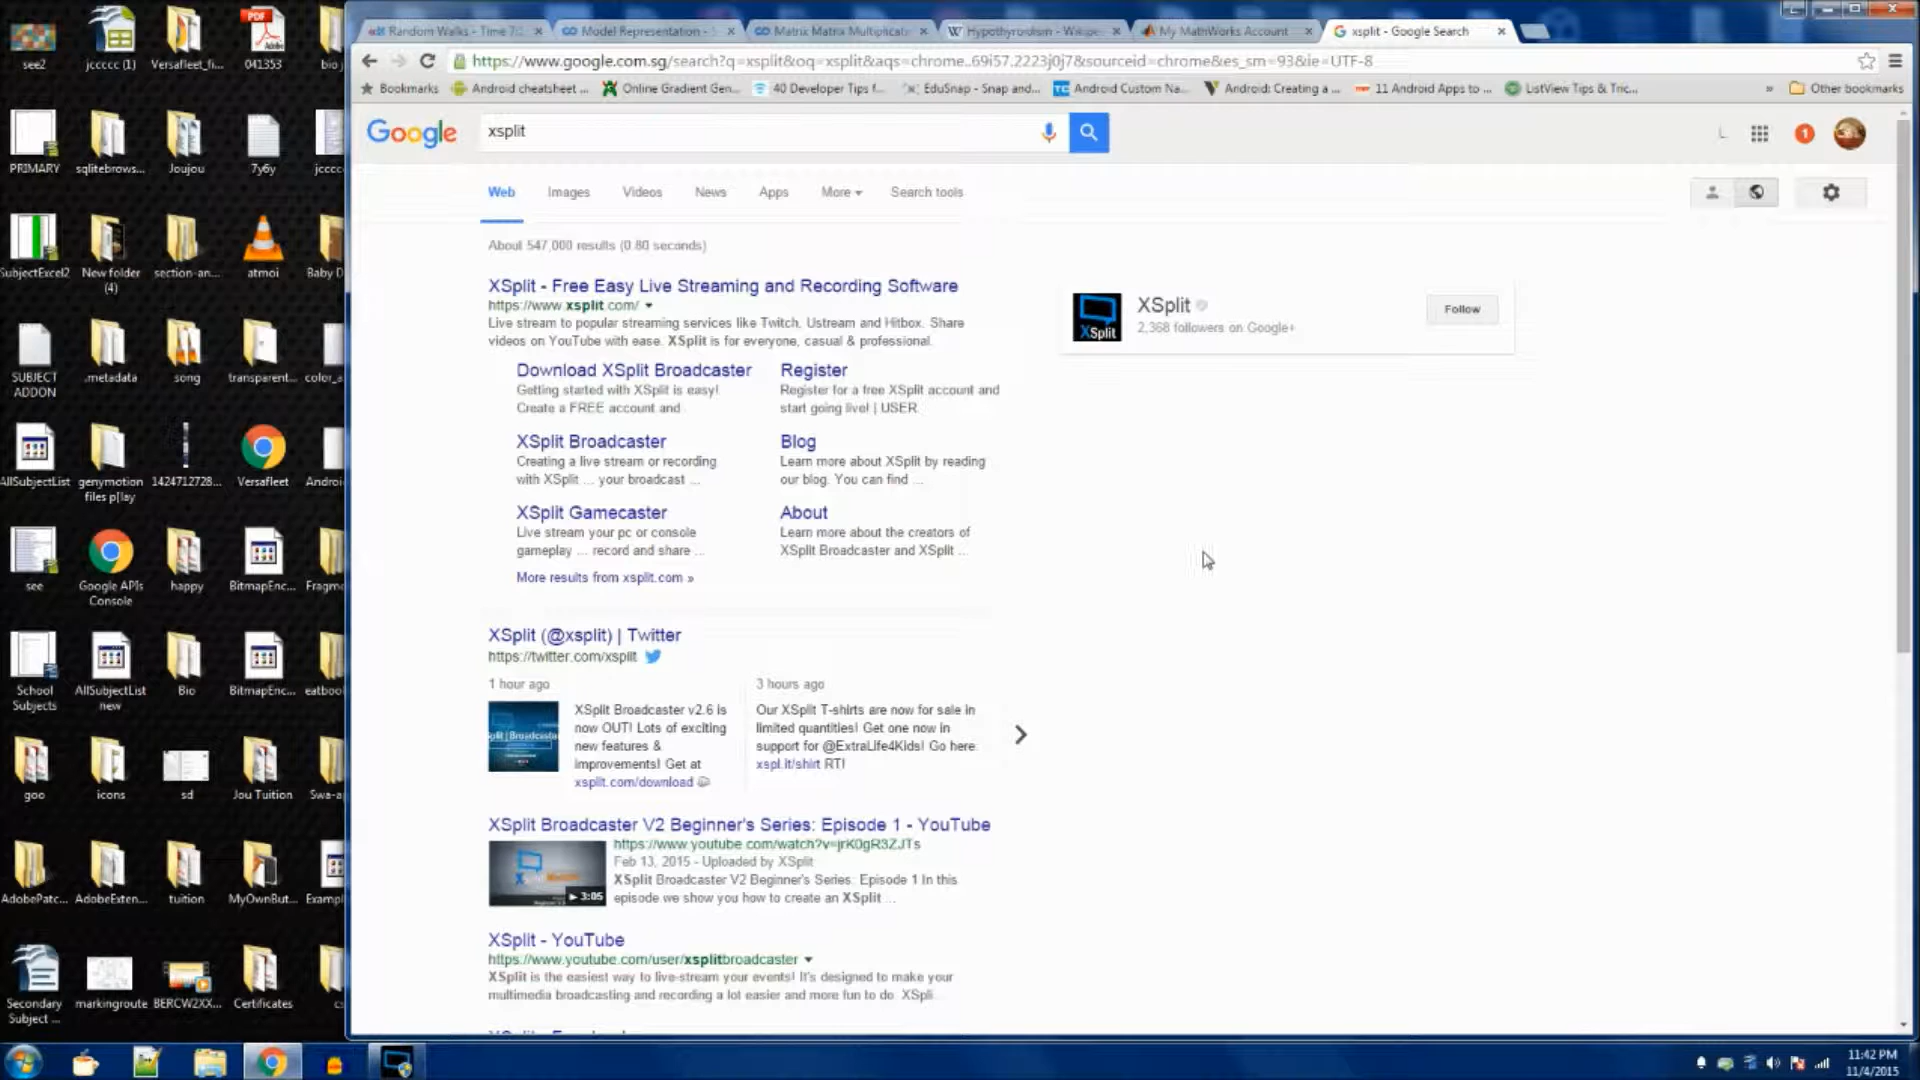 see2
jccccc (1)
Versafleet_fi...
041353
bio j
PRIMARY
sqlitebrows...
Joujou
7y6y
jcccc
SubjectExcel2
New folder
(4)
section-an...
atmoi
Baby D
SUBJECT
ADDON
.metadata
song
transparent...
color_a
AllSubjectList
genymotion
files p[lay
1424712728...
Versafleet
Androi
see
Google APIs
Console
happy
BitmapEnc...
Fragm
School
Subjects
AllSubjectList
new
Bio
BitmapEnc...
eatboo
goo
icons
sd
Jou Tuition
Swa-a
AdobePatc...
AdobeExten...
tuition
MyOwnBut...
Exampl
Secondary
Subject ...
markingroute
BERCW2XX...
Certificates
Random Walks - Time 7:
Model Representation -
Matrix Matrix Multiplicati
Hypothyroidism - Wikipe
My MathWorks Account
xsplit - Google Search
https://www.google.com.sg/search?q=xsplit&oq=xsplit&aqs=chrome..69i57.2223j0j7&sourceid=chrome&es_sm=93&ie=UTF-8
Bookmarks
Android cheatsheet ...
Online Gradient Gen...
40 Developer Tips f...
EduSnap - Snap and...
Android Custom Na...
Android: Creating a ...
11 Android Apps to ...
ListView Tips & Tric...
»
Other bookmarks
Google
xsplit
1
Web
Images
Videos
News
Apps
More
Search tools
About 547,000 results (0.80 seconds)
XSplit - Free Easy Live Streaming and Recording Software
https://www.xsplit.com/
Live stream to popular streaming services like Twitch, Ustream and Hitbox. Share
videos on YouTube with ease. XSplit is for everyone, casual & professional.
Download XSplit Broadcaster
Getting started with XSplit is easy!
Create a FREE account and
Register
Register for a free XSplit account and
start going live! | USER
XSplit Broadcaster
Creating a live stream or recording
with XSplit ... your broadcast ...
Blog
Learn more about XSplit by reading
our blog. You can find ...
XSplit Gamecaster
Live stream your pc or console
gameplay ... record and share ...
About
Learn more about the creators of
XSplit Broadcaster and XSplit ...
More results from xsplit.com »
XSplit
2,368 followers on Google+
Follow
XSplit
XSplit (@xsplit) | Twitter
https://twitter.com/xsplit
1 hour ago
XSplit Broadcaster v2.6 is
now OUT! Lots of exciting
new features &
improvements! Get at
xsplit.com/download
3 hours ago
Our XSplit T-shirts are now for sale in
limited quantities! Get one now in
support for @ExtraLife4Kids! Go here:
xspl.it/shirt RT!
XSplit Broadcaster V2 Beginner's Series: Episode 1 - YouTube
https://www.youtube.com/watch?v=jrK0gR3ZJTs
Feb 13, 2015 - Uploaded by XSplit
XSplit Broadcaster V2 Beginner's Series: Episode 1 In this
episode we show you how to create an XSplit ...
3:05
XSplit - YouTube
https://www.youtube.com/user/xsplitbroadcaster
XSplit is the easiest way to live-stream your events! It's designed to make your
multimedia broadcasting and recording a lot easier and more fun to do. XSpli...
11:42 PM
11/4/2015